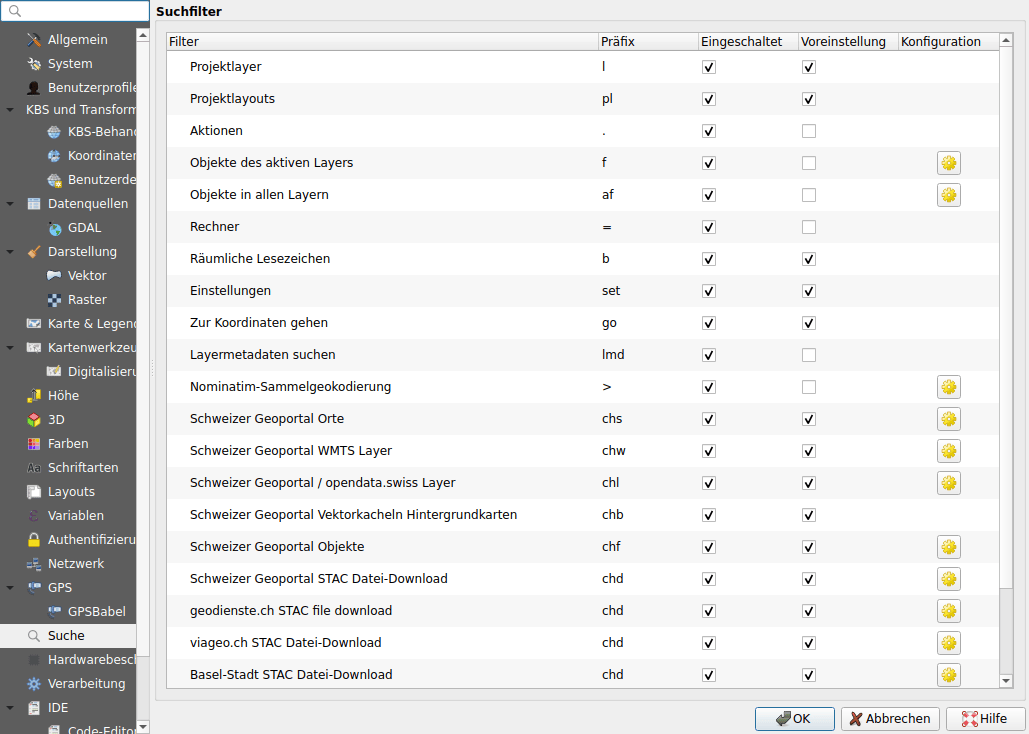 Allgemein
System
Benutzerprofile
KBS und Transform
KBS-Behand
Koordinaten
Benutzerde
Datenquellen
GDAL
Darstellung
Vektor
Raster
Karte & Legend
Kartenwerkzeu
Digitalisieru
Höhe
3D
Farben
Schriftarten
Layouts
Variablen
Authentifizieru
Netzwerk
GPS
GPSBabel
Suche
Hardwarebesch
Verarbeitung
IDE
Code-Editor
Suchfilter
Filter Präfix Eingeschaltet Voreinstellung Konfiguration
Projektlayer l
Projektlayouts pl
Aktionen .
Objekte des aktiven Layers f
Objekte in allen Layern af
Rechner =
Räumliche Lesezeichen b
Einstellungen set
Zur Koordinaten gehen go
Layermetadaten suchen lmd
Nominatim-Sammelgeokodierung >
Schweizer Geoportal Orte chs
Schweizer Geoportal WMTS Layer chw
Schweizer Geoportal / opendata.swiss Layer chl
Schweizer Geoportal Vektorkacheln Hintergrundkarten chb
Schweizer Geoportal Objekte chf
Schweizer Geoportal STAC Datei-Download chd
geodienste.ch STAC file download chd
viageo.ch STAC Datei-Download chd
Basel-Stadt STAC Datei-Download chd
OK Abbrechen Hilfe